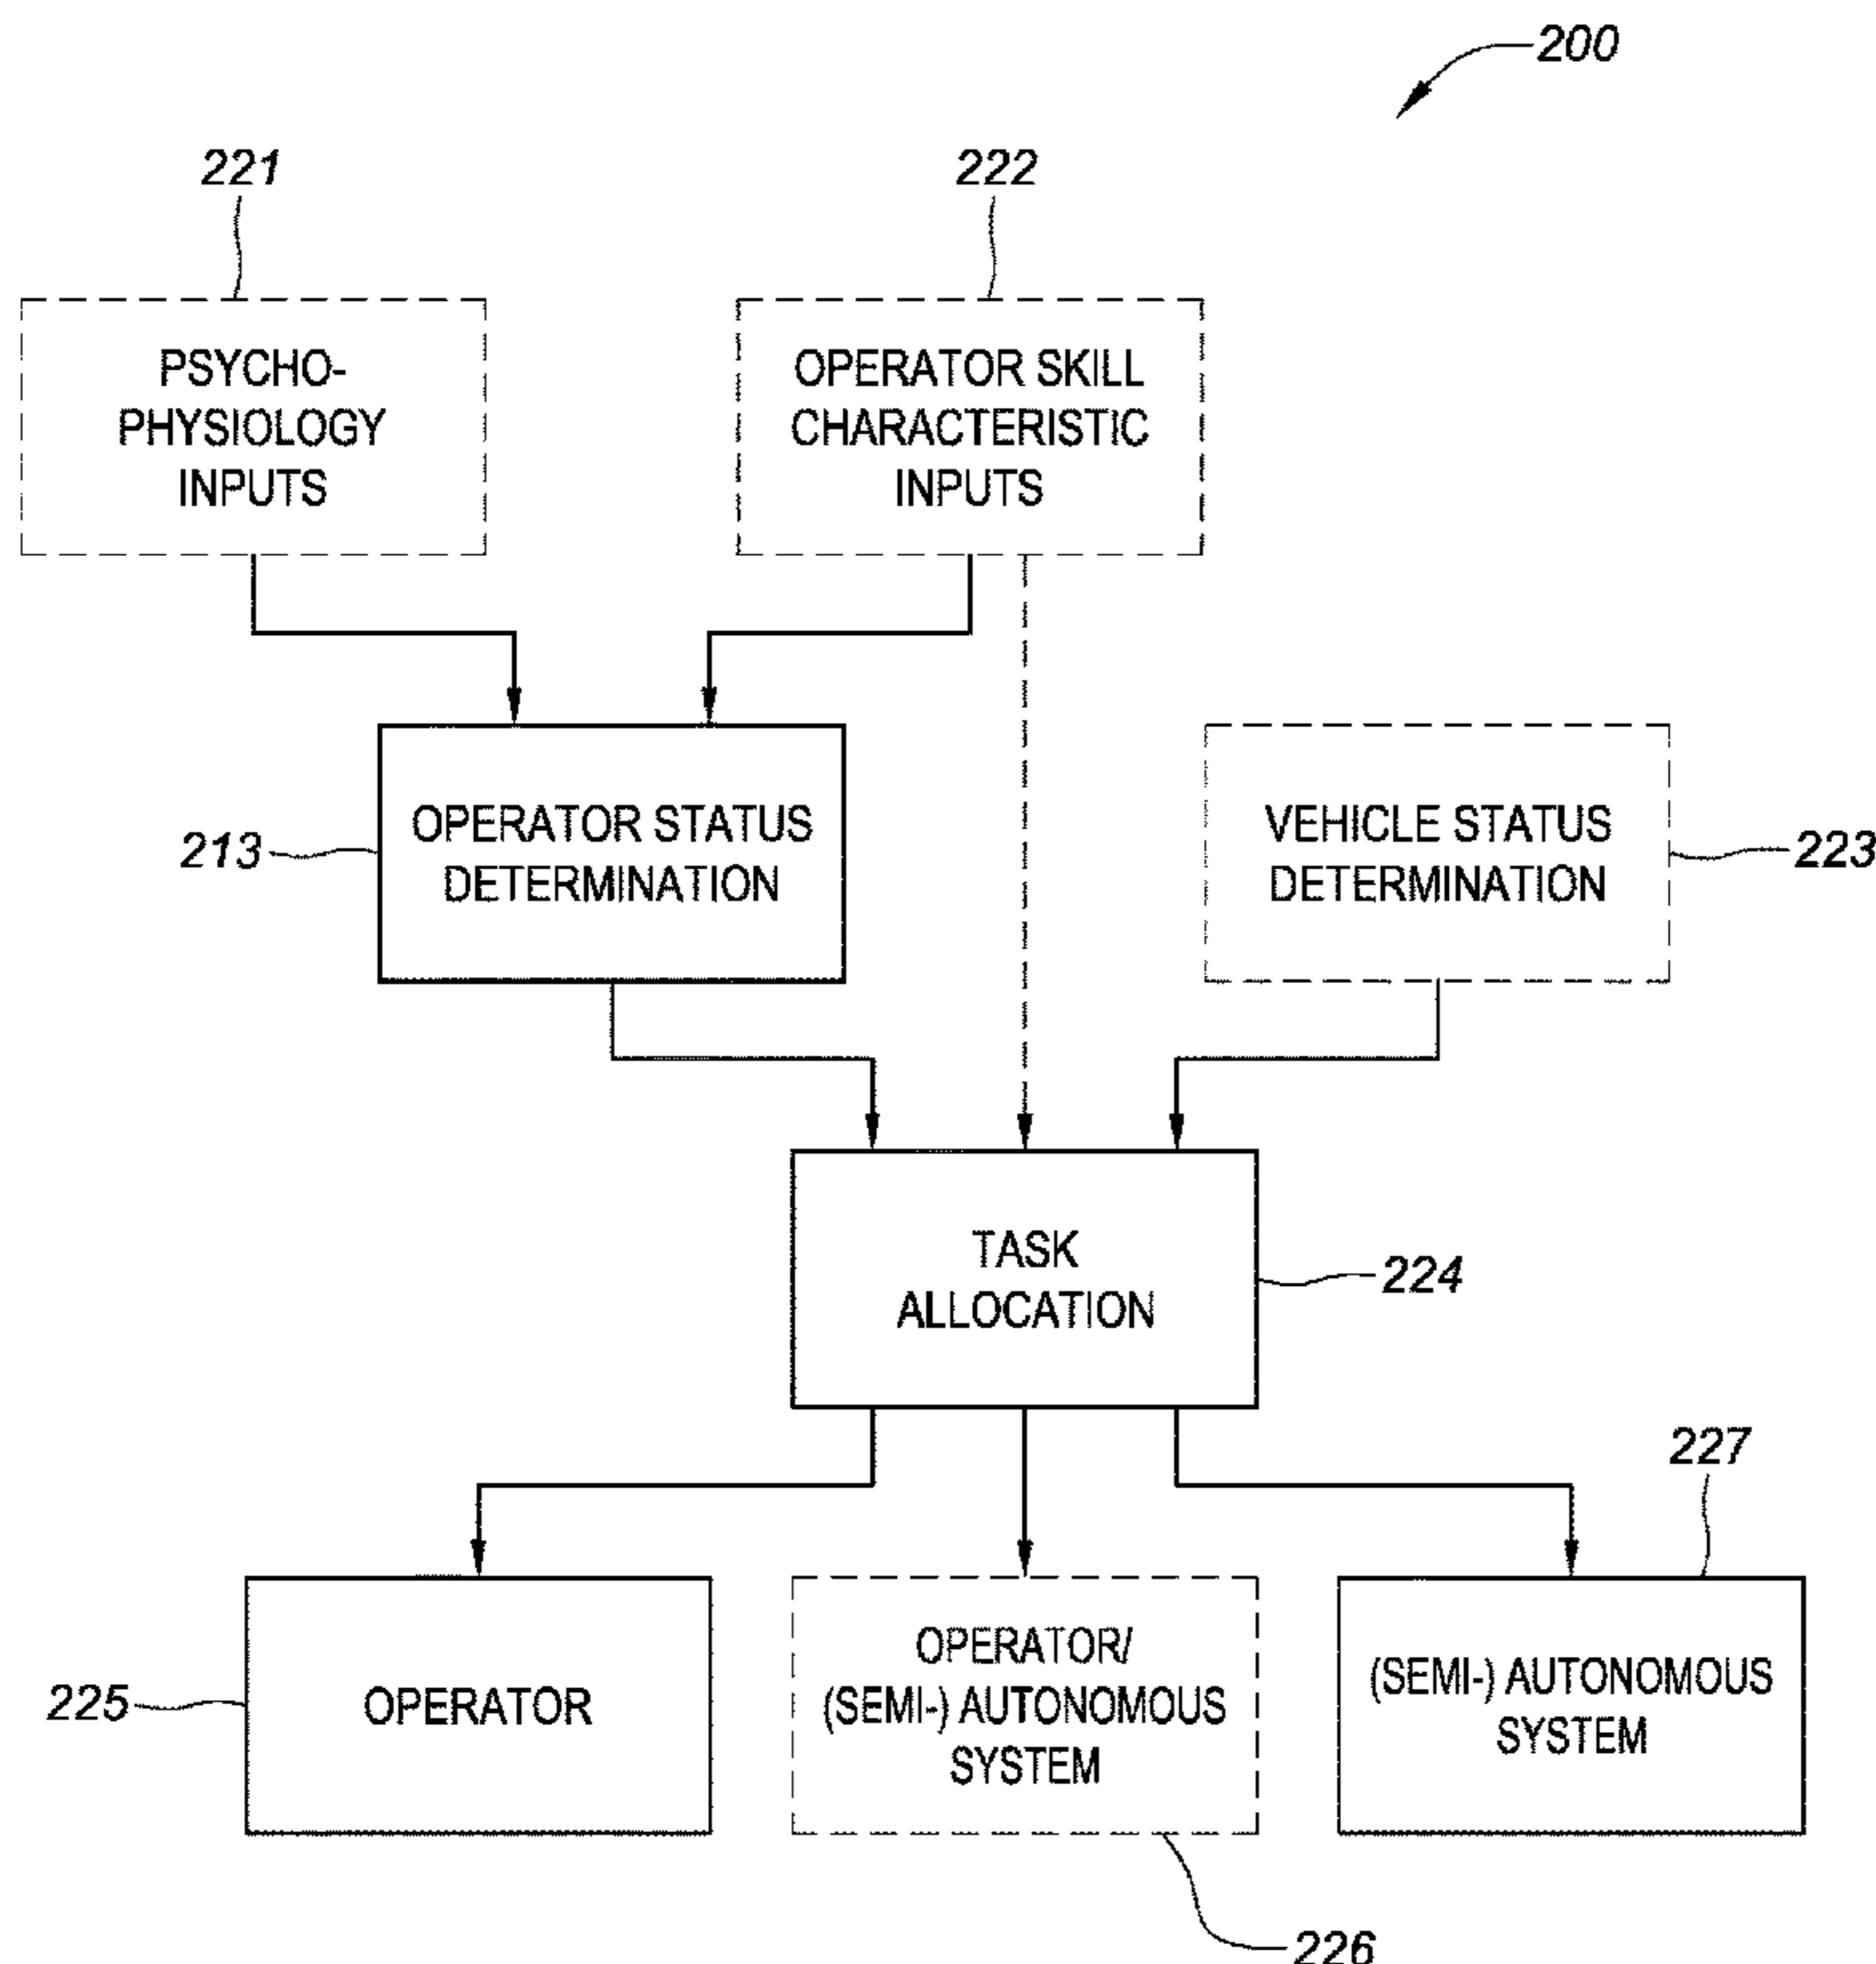 200
221
222
PSYCHO-
PHYSIOLOGY
INPUTS
OPERATOR SKILL
CHARACTERISTIC
INPUTS
213
OPERATOR STATUS
DETERMINATION
VEHICLE STATUS
DETERMINATION
223
TASK
ALLOCATION
224
227
225
OPERATOR
OPERATOR/
(SEMI-) AUTONOMOUS
SYSTEM
(SEMI-) AUTONOMOUS
SYSTEM
226